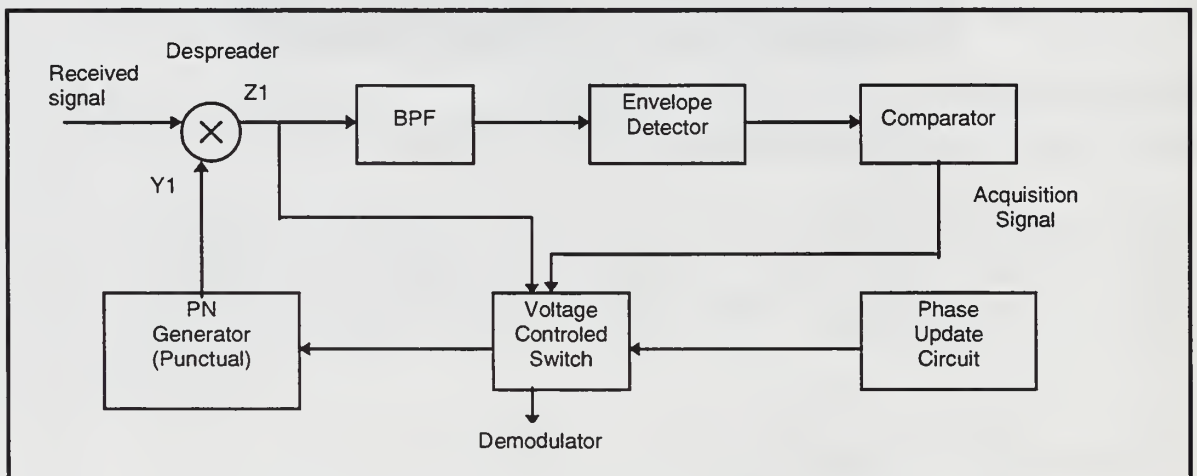 Despreader
Received
signal
Z1
BPF
Envelope
Detector
Comparator
Y1
Acquisition
Signal
PN
Generator
(Punctual)
Voltage
Controled
Switch
Phase
Update
Circuit
Demodulator